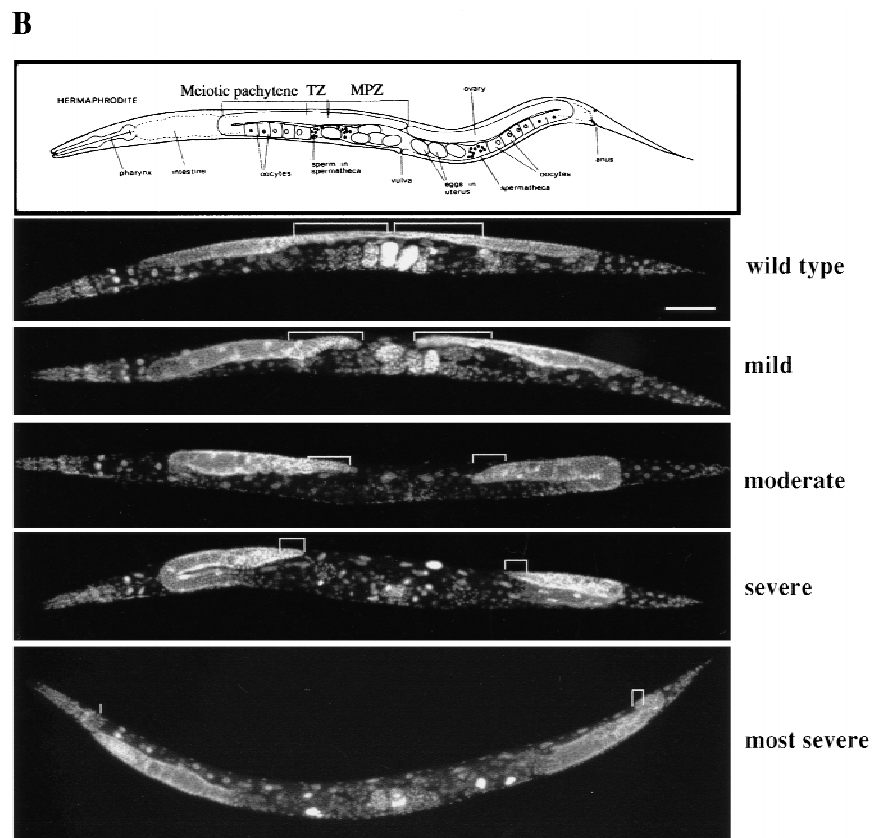 B
Meiotic pachytene TZ MPZ
ovary
HERMAPHRODITE
pharynx
intestine
oocytes
sperm in
spermatheca
vulva
eggs in
uterus
spermatheca
oocytes
anus
wild type
mild
moderate
severe
most severe